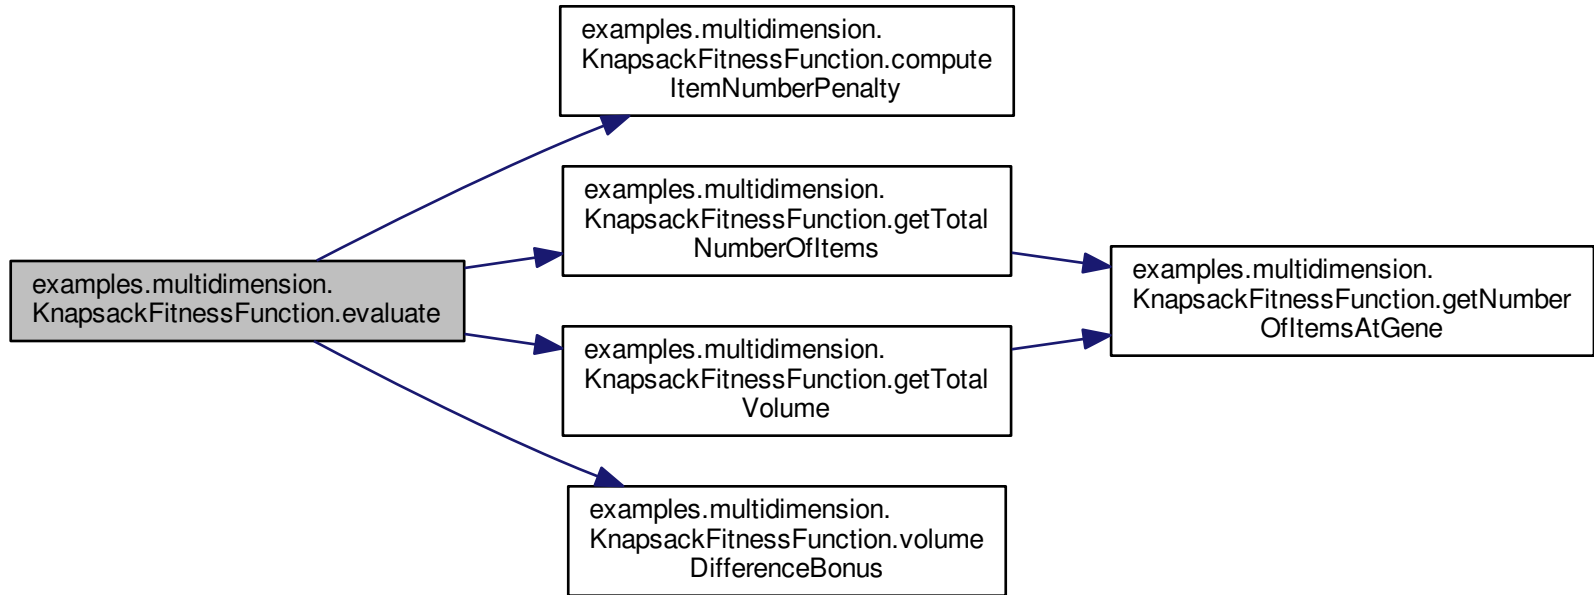 examples.multidimension.
KnapsackFitnessFunction.evaluate
examples.multidimension.
KnapsackFitnessFunction.compute
ItemNumberPenalty
examples.multidimension.
KnapsackFitnessFunction.getTotal
NumberOfItems
examples.multidimension.
KnapsackFitnessFunction.getTotal
Volume
examples.multidimension.
KnapsackFitnessFunction.volume
DifferenceBonus
examples.multidimension.
KnapsackFitnessFunction.getNumber
OfItemsAtGene